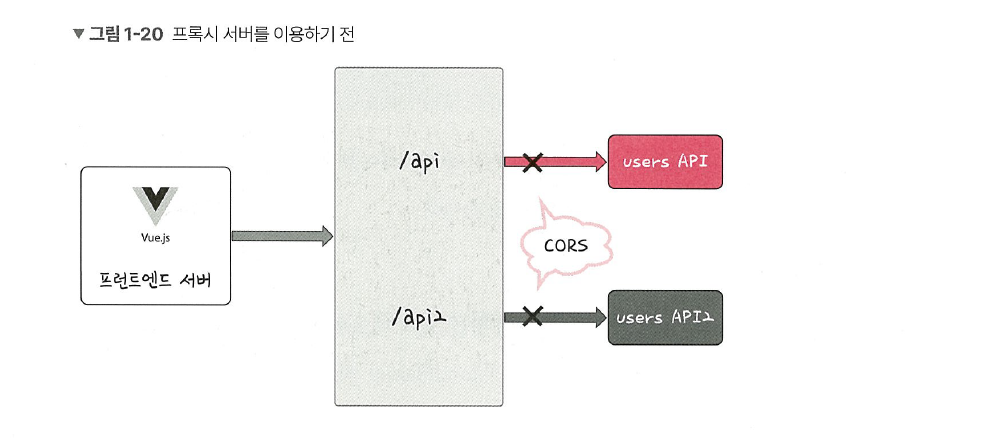 ▼ 그림 1-20 프록시 서버를 이용하기 전
/api
users API
Vue.js
CORS
프런트엔드 서버
/api2
users API2